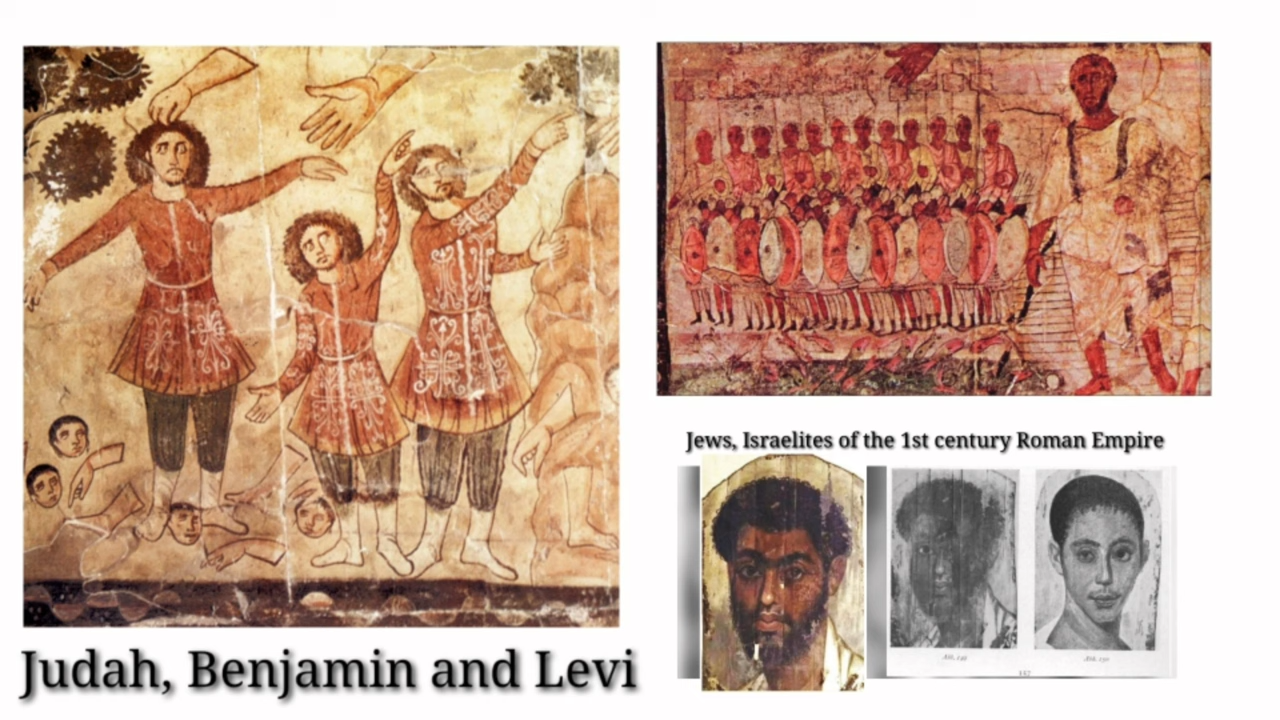 Jews, Israelites of the 1st century Roman Empire
Judah, Benjamin and Levi